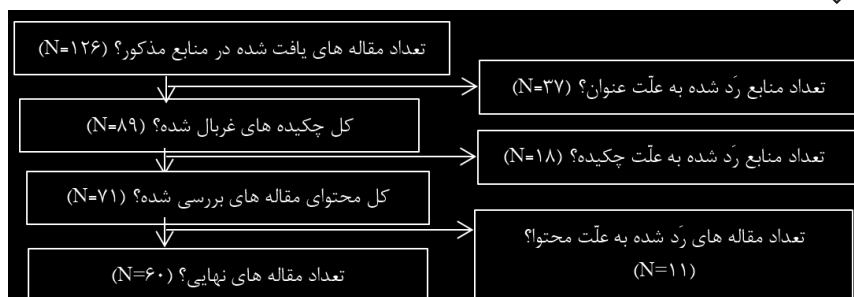 تعداد مقاله های یافت شده در منابع مذکور؟ (N=۱۲۶)
تعداد منابع رَد شده به علّت عنوان؟ (N=۳۷)
کل چکیده های غربال شده؟ (N=۸۹)
تعداد منابع رَد شده به علّت چکیده؟ (N=۱۸)
کل محتوای مقاله های بررسی شده؟ (N=۷۱)
تعداد مقاله های رَد شده به علّت محتوا؟
(N=۱۱)
تعداد مقاله های نهایی؟ (N=۶۰)